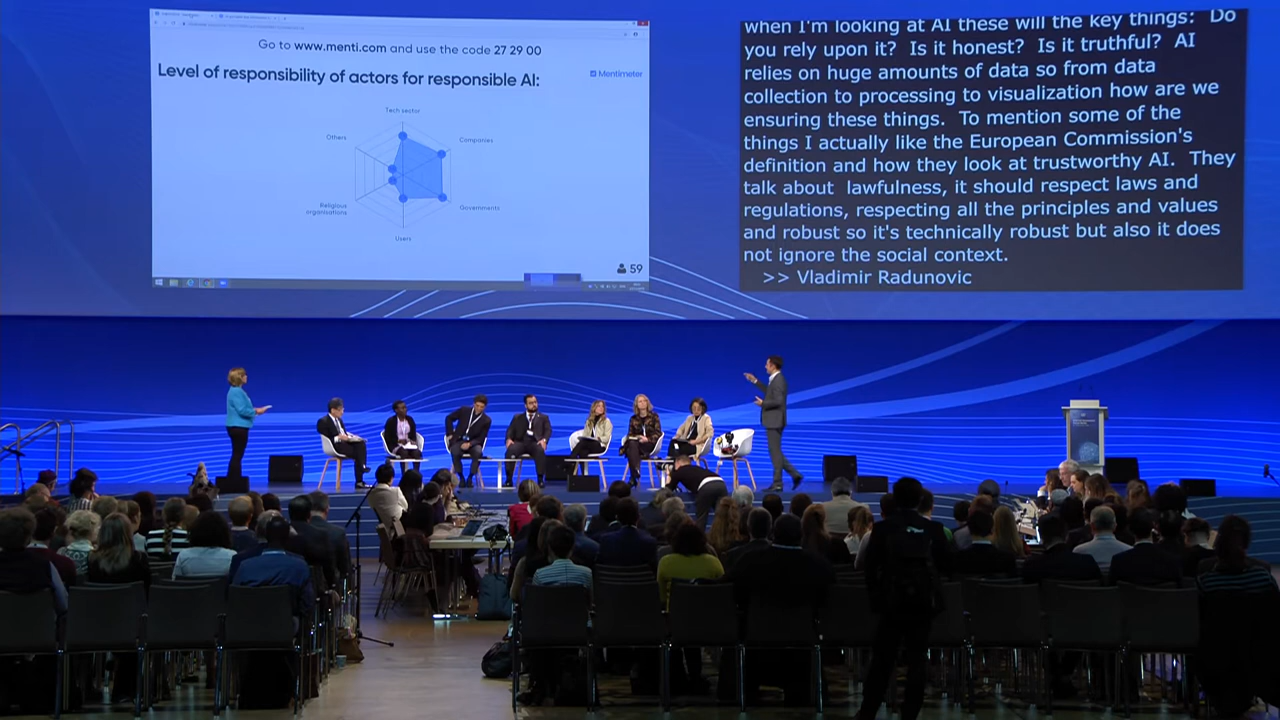 Go to www.menti.com and use the code 27 29 00
Level of responsibility of actors for responsible AI:
Mentimeter
Tech sector
Others
Companies
Religious
organisations
Governments
Users
59
when I'm looking at AI these will the key things:  Do
you rely upon it?  Is it honest?  Is it truthful?  AI
relies on huge amounts of data so from data
collection to processing to visualization how are we
ensuring these things.  To mention some of the
things I actually like the European Commission's
definition and how they look at trustworthy AI.  They
talk about  lawfulness, it should respect laws and
regulations, respecting all the principles and values
and robust so it's technically robust but also it does
not ignore the social context.
>> Vladimir Radunovic